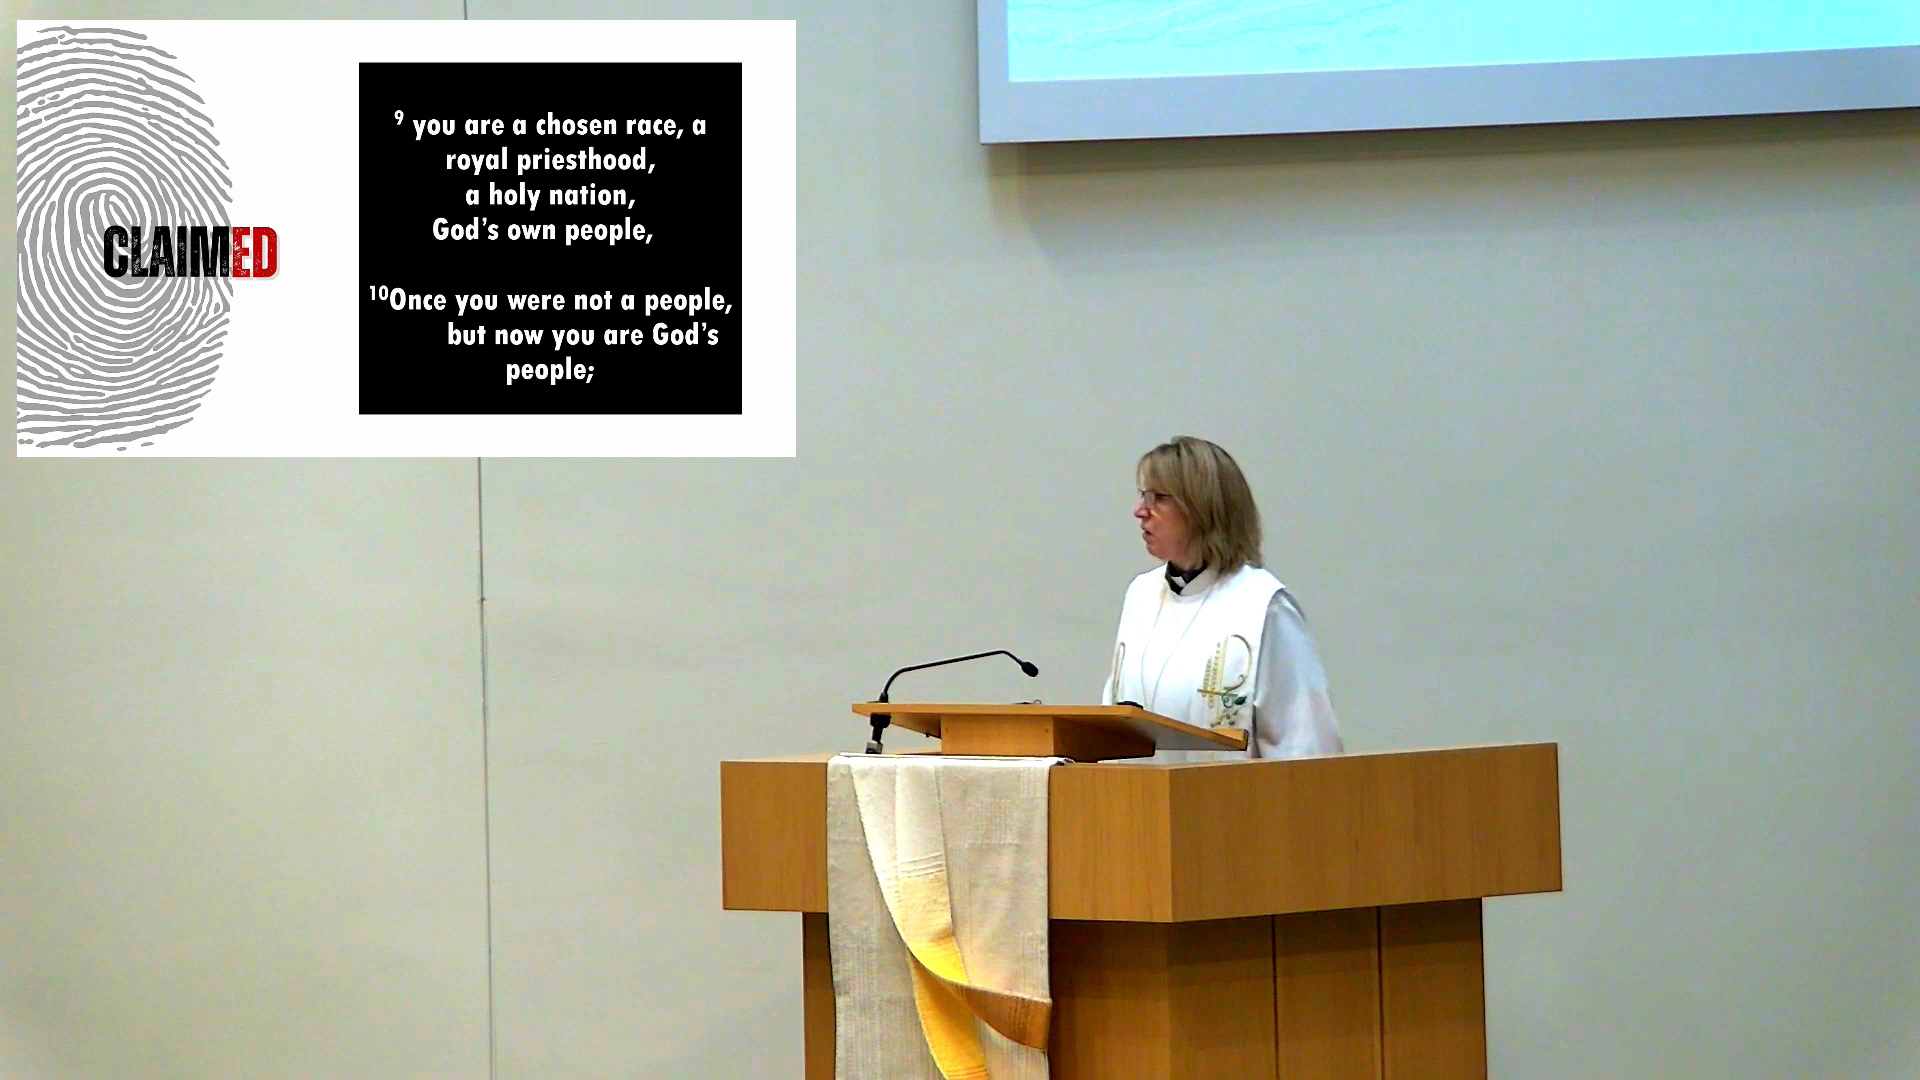 CLAIMED
⁹ you are a chosen race, a
royal priesthood,
a holy nation,
God's own people,
¹⁰Once you were not a people,
but now you are God's
people;